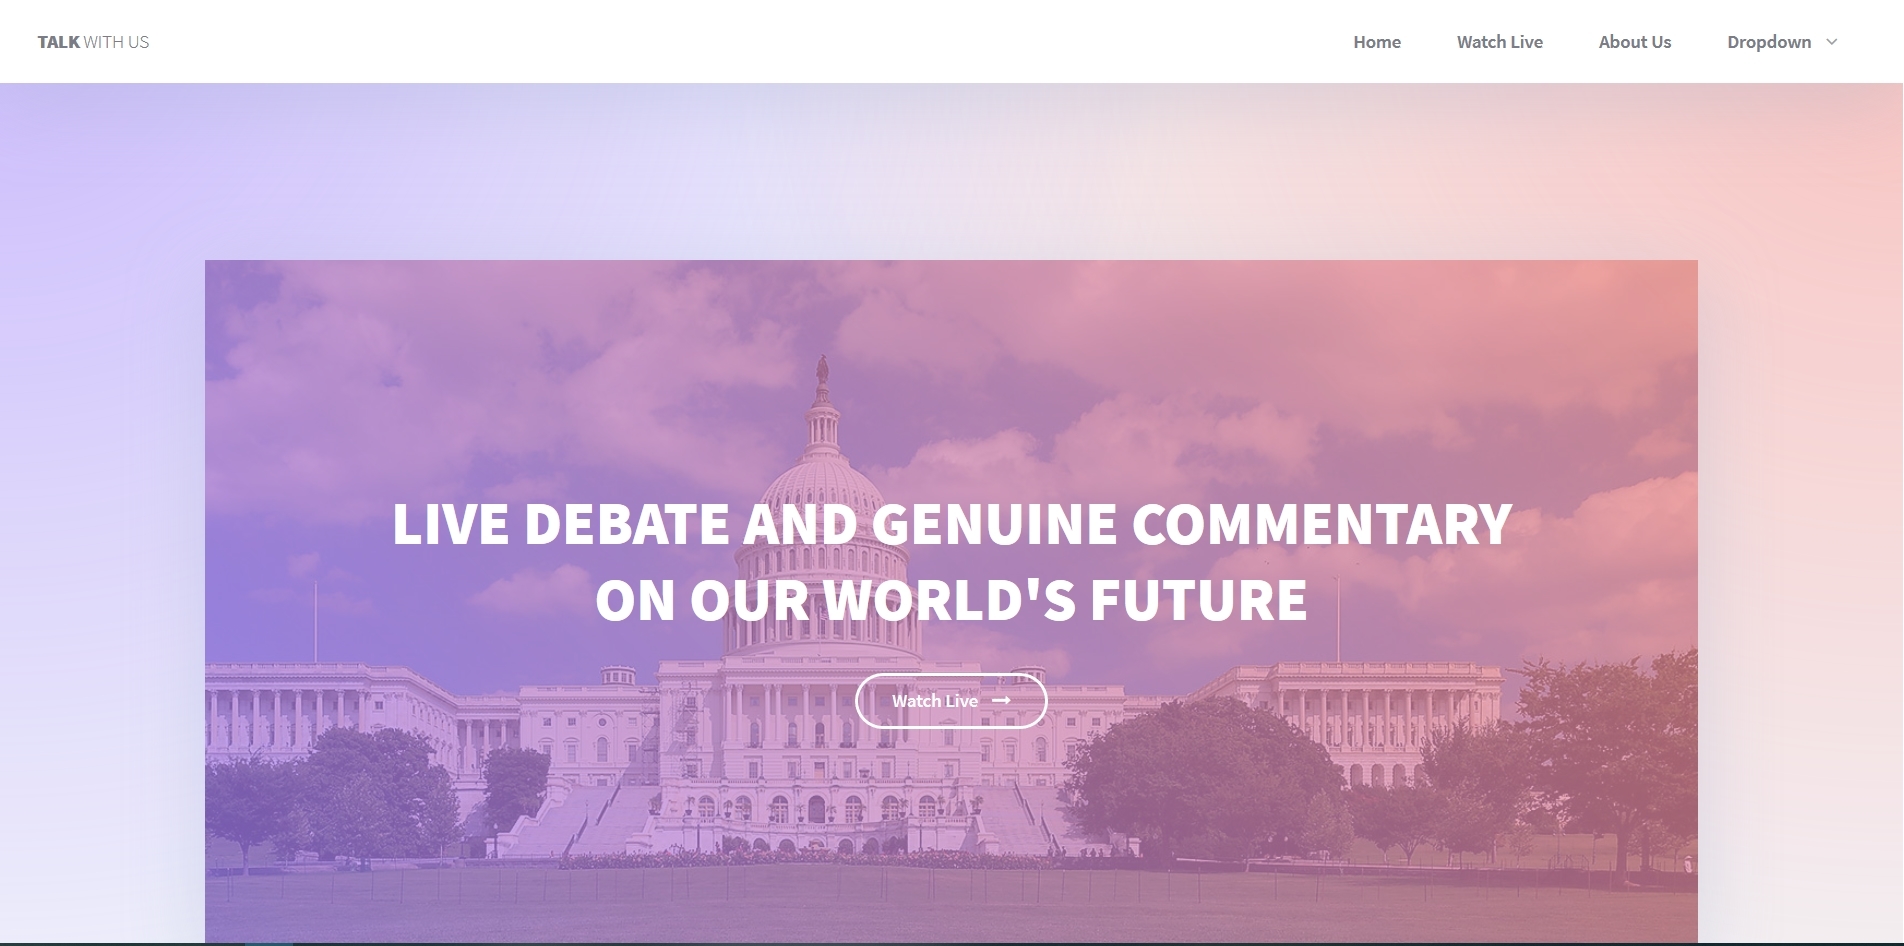 TALK WITH US
Home Watch Live About Us Dropdown
LIVE DEBATE AND GENUINE COMMENTARY
ON OUR WORLD'S FUTURE
Watch Live